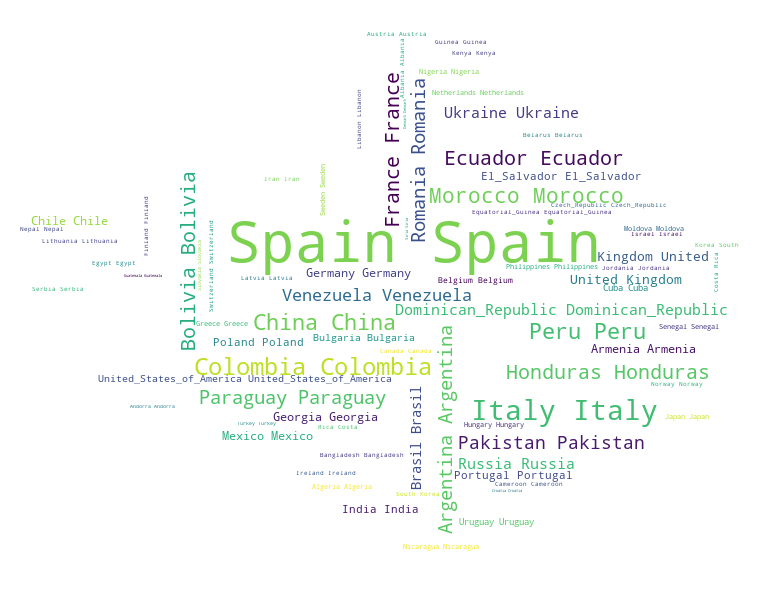 Austria Austria
Guinea Guinea
Kenya Kenya
Albania Albania
Nigeria Nigeria
Netherlands Netherlands
Lebanon Libanon
France France
Romania Romania
Ukraine Ukraine
Belarus Belarus
Ecuador Ecuador
El_Salvador El_Salvador
Iran Iran
Sweden Sweden
Morocco Morocco
Czech_Republic Czech_Republic
Equatorial_Guinea Equatorial_Guinea
Bolivia Bolivia
Chile Chile
Nepal Nepal
Lithuania Lithuania
Finland Finland
Switzerland Switzerland
Spain Spain
Moldova Moldova
Israel Israel
Korea South
Kingdom United
Costa Rica
Egypt Egypt
Guatemala Guatemala
Latvia Latvia
Germany Germany
Belgium Belgium
Philippines Philippines
Jordania Jordania
United Kingdom
Cuba Cuba
Serbia Serbia
Venezuela Venezuela
Dominican_Republic Dominican_Republic
Greece Greece
China China
Peru Peru
Senegal Senegal
Poland Poland
Bulgaria Bulgaria
Canada Canada
Armenia Armenia
Colombia Colombia
Honduras Honduras
United_States_of_America United_States_of_America
Norway Norway
Paraguay Paraguay
Brasil Brasil
Argentina Argentina
Italy Italy
Andorra Andorra
Georgia Georgia
Japan Japan
Turkey Turkey
Rica Costa
Hungary Hungary
Mexico Mexico
Pakistan Pakistan
Bangladesh Bangladesh
Russia Russia
Ireland Ireland
Portugal Portugal
Algeria Algeria
Cameroon Cameroon
South Korea
Croatia Croatia
India India
Uruguay Uruguay
Nicaragua Nicaragua